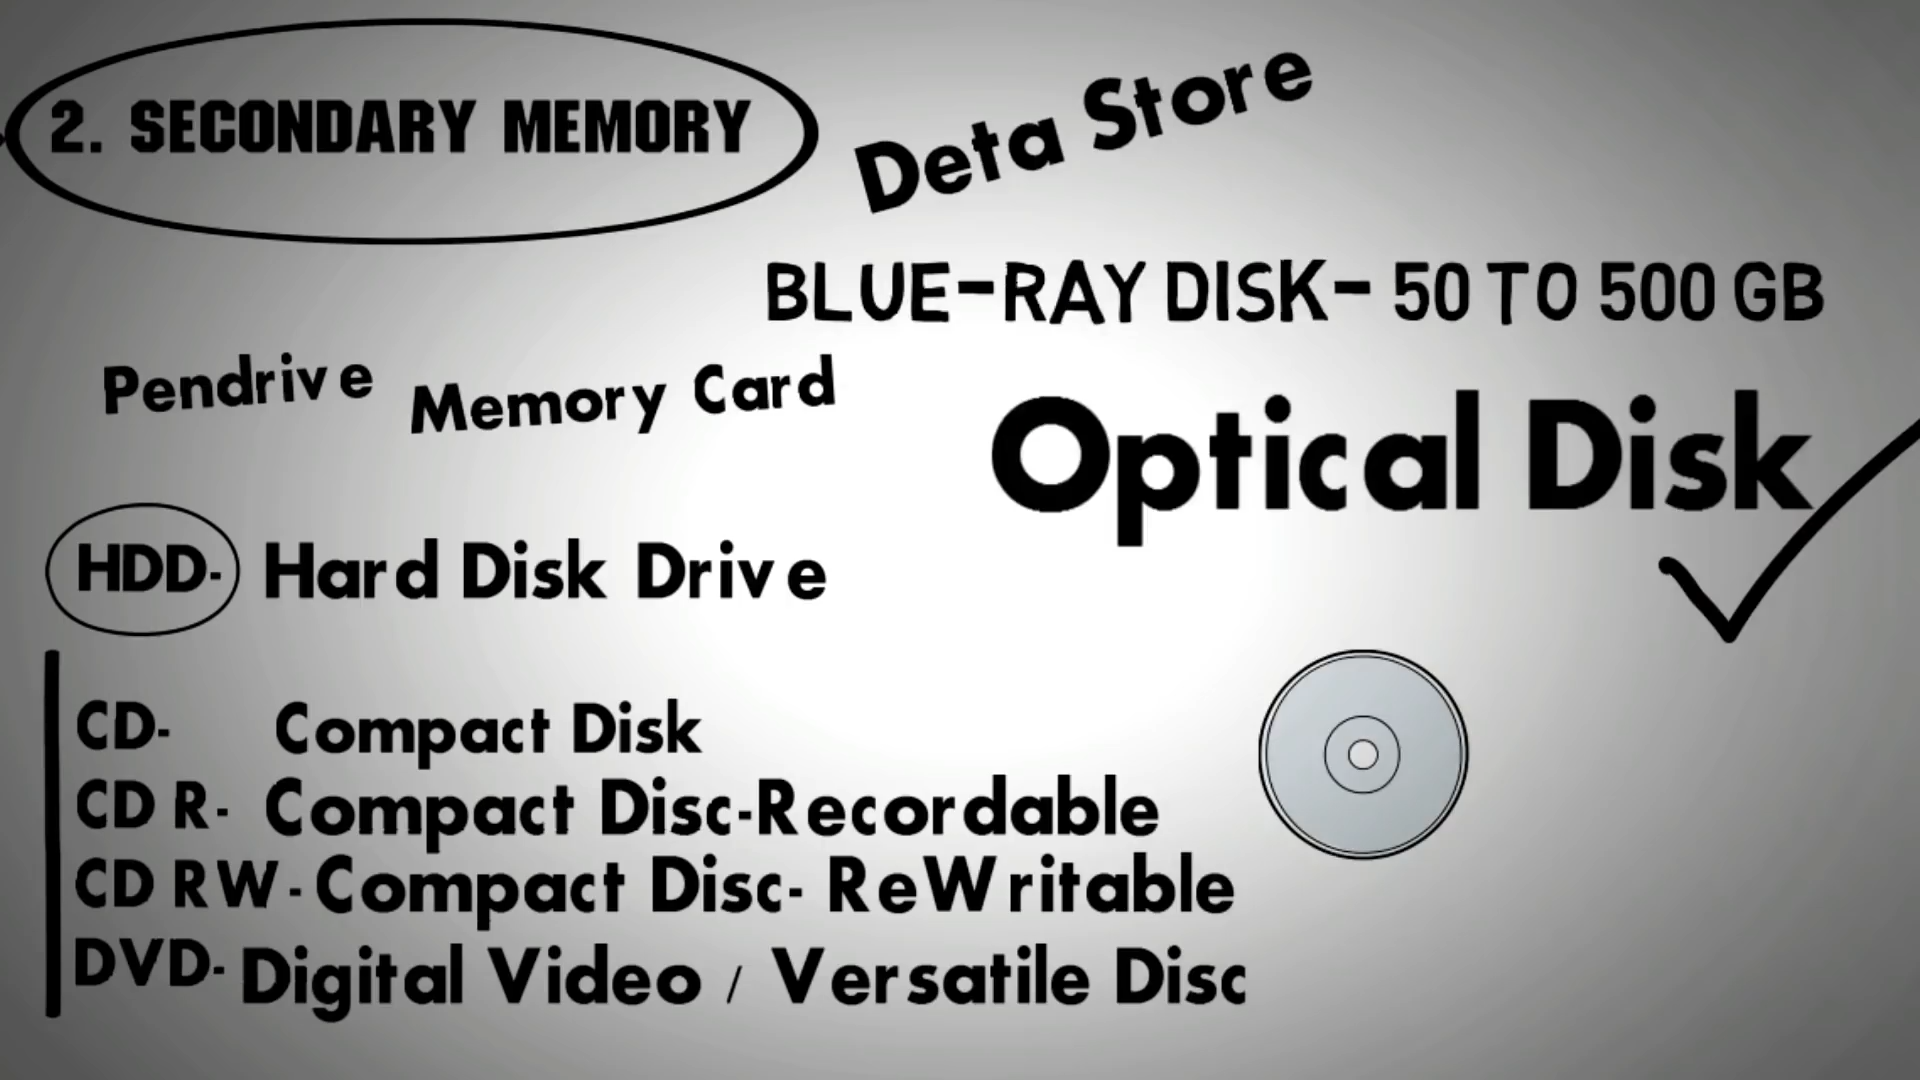 2. SECONDARY MEMORY
Deta Store
BLUE-RAY DISK- 50 TO 500 GB
Pendrive
Memory Card
Optical Disk
HDD- Hard Disk Drive
CD- Compact Disk
CD R- Compact Disc-Recordable
CD RW- Compact Disc- ReWritable
DVD- Digital Video / Versatile Disc